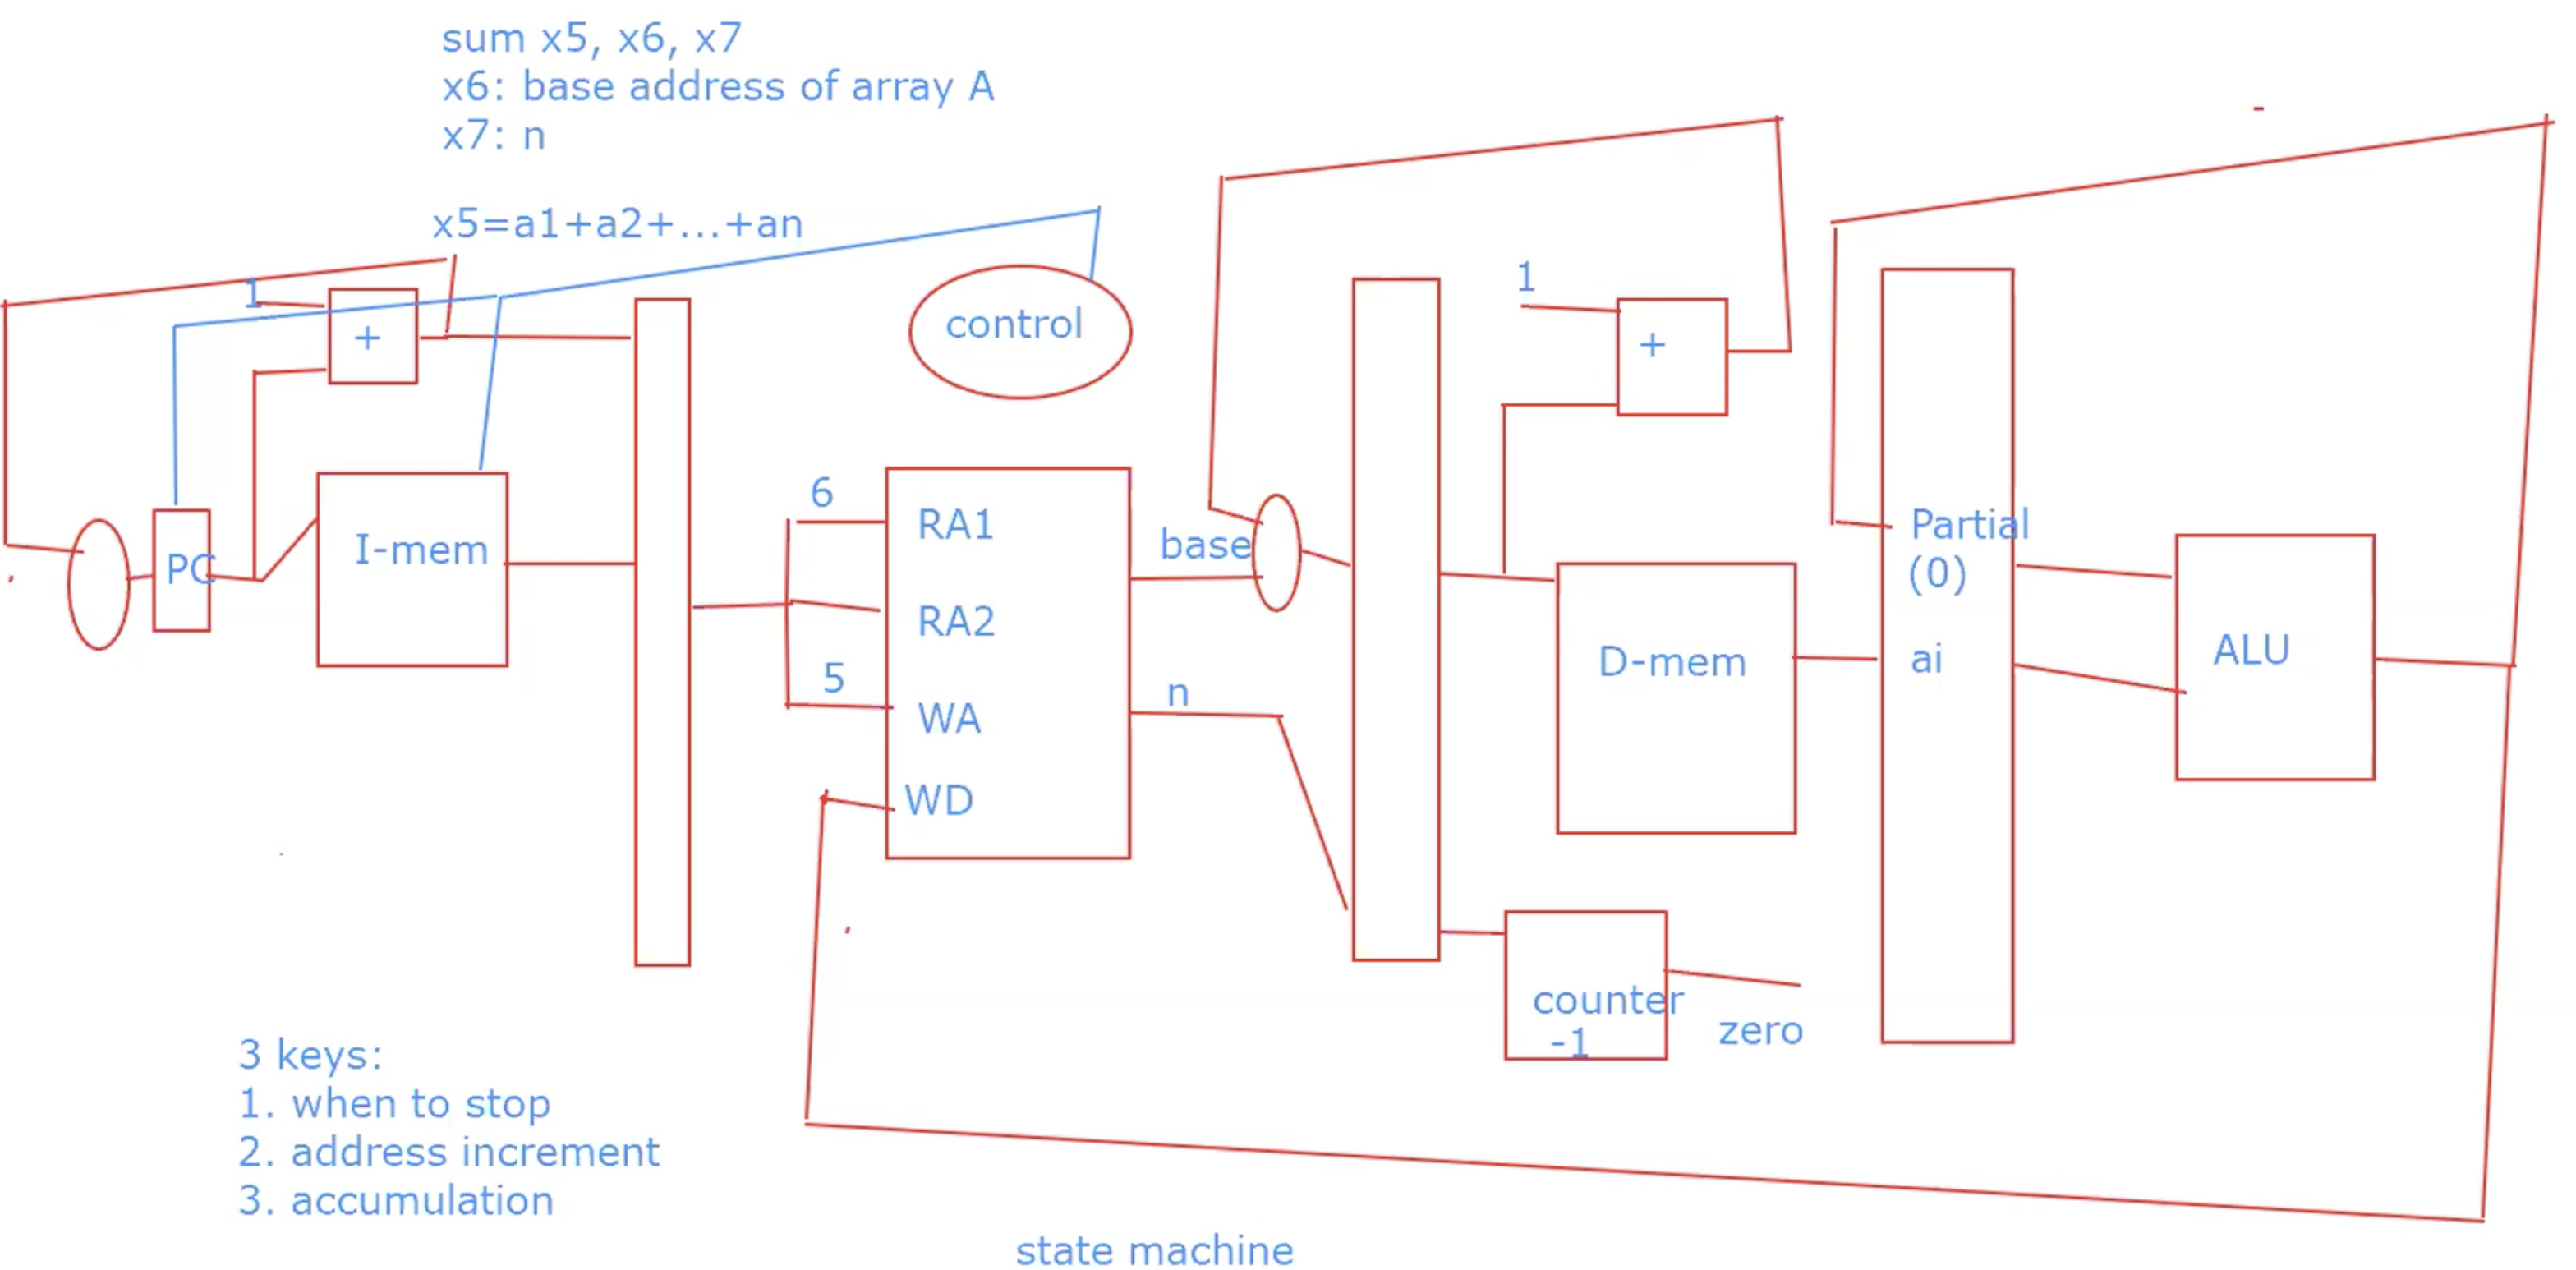 sum x5, x6, x7
x6: base address of array A
x7: n
x5=a1+a2+...+an
1
+
control
1
+
PC
I-mem
6
RA1
RA2
5
WA
WD
base
n
D-mem
Partial
(0)
ai
ALU
counter
-1
zero
3 keys:
1. when to stop
2. address increment
3. accumulation
state machine